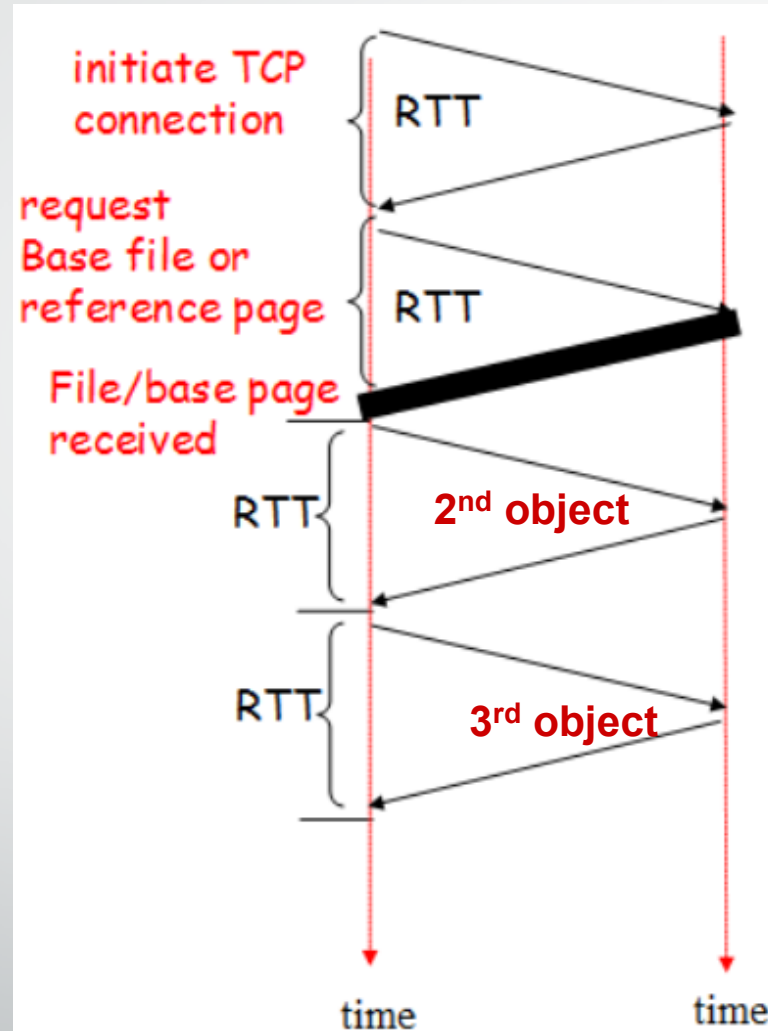 initiate TCP
connection
RTT
request
Base file or
reference page
RTT
File/base page
received
RTT
2nd object
RTT
3rd object
time
time